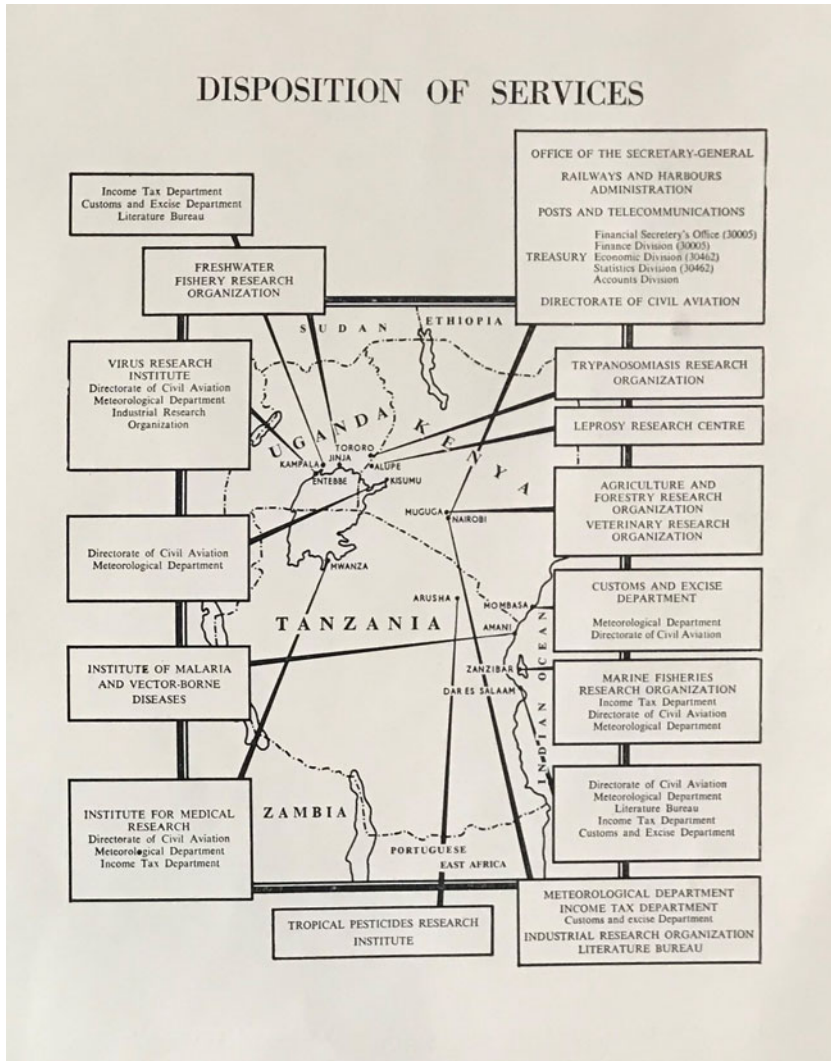 DISPOSITION OF SERVICES
Income Tax Department
Customs and Excise Department
Literature Bureau
FRESHWATER
FISHERY RESEARCH
ORGANIZATION
VIRUS RESEARCH
INSTITUTE
Directorate of Civil Aviation
Meteorological Department
Industrial Research
Organization
Directorate of Civil Aviation
Meteorological Department
INSTITUTE OF MALARIA
AND VECTOR-BORNE
DISEASES
INSTITUTE FOR MEDICAL
RESEARCH
Directorate of Civil Aviation
Meteorological Department
Income Tax Department
SUDAN
ETHIOPIA
UGANDA
KENYA
TORORO
JINJA
KAMPALA
ALUPE
ENTEBBE
KISUMU
MUGUGA
NAIROBI
MWANZA
ARUSHA
MOMBASA
TANZANIA
AMANI
ZANZIBAR
DAR ES SALAAM
INDIAN OCEAN
ZAMBIA
PORTUGUESE
EAST AFRICA
OFFICE OF THE SECRETARY-GENERAL
RAILWAYS AND HARBOURS
ADMINISTRATION
POSTS AND TELECOMMUNICATIONS
Financial Secretery's Office (30005)
Finance Division (30005)
TREASURY Economic Division (30462)
Statistics Division (30462)
Accounts Division
DIRECTORATE OF CIVIL AVIATION
TRYPANOSOMIASIS RESEARCH
ORGANIZATION
LEPROSY RESEARCH CENTRE
AGRICULTURE AND
FORESTRY RESEARCH
ORGANIZATION
VETERINARY RESEARCH
ORGANIZATION
CUSTOMS AND EXCISE
DEPARTMENT
Meteorological Department
Directorate of Civil Aviation
MARINE FISHERIES
RESEARCH ORGANIZATION
Income Tax Department
Directorate of Civil Aviation
Meteorological Department
Directorate of Civil Aviation
Meteorological Department
Literature Bureau
Income Tax Department
Customs and Excise Department
TROPICAL PESTICIDES RESEARCH
INSTITUTE
METEOROLOGICAL DEPARTMENT
INCOME TAX DEPARTMENT
Customs and excise Department
INDUSTRIAL RESEARCH ORGANIZATION
LITERATURE BUREAU